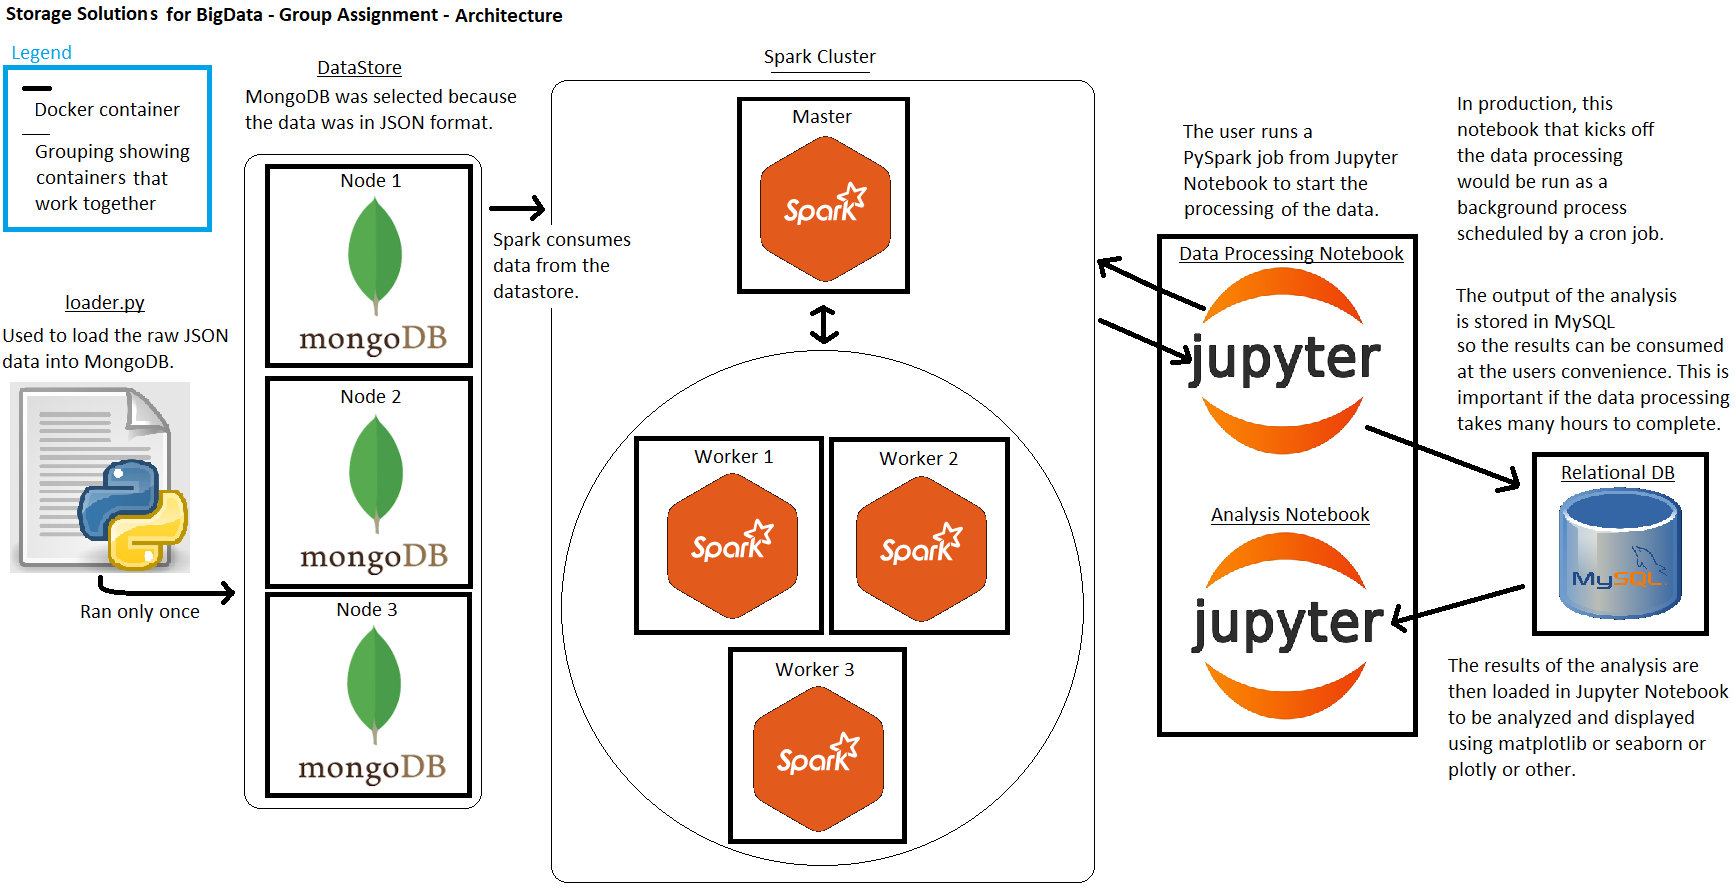 Storage Solutions for BigData - Group Assignment - Architecture
Legend
Docker container
Grouping showing
containers that
work together
loader.py
Used to load the raw JSON
data into MongoDB.
Ran only once
DataStore
MongoDB was selected because
the data was in JSON format.
Node 1
mongoDB
Node 2
mongoDB
Node 3
mongoDB
Spark consumes
data from the
datastore.
Spark Cluster
Master
Spark
Worker 1
Spark
Worker 2
Spark
Worker 3
Spark
The user runs a
PySpark job from Jupyter
Notebook to start the
processing of the data.
Data Processing Notebook
jupyter
Analysis Notebook
jupyter
In production, this
notebook that kicks off
the data processing
would be run as a
background process
scheduled by a cron job.
The output of the analysis
is stored in MySQL
so the results can be consumed
at the users convenience. This is
important if the data processing
takes many hours to complete.
Relational DB
MySQL
The results of the analysis are
then loaded in Jupyter Notebook
to be analyzed and displayed
using matplotlib or seaborn or
plotly or other.